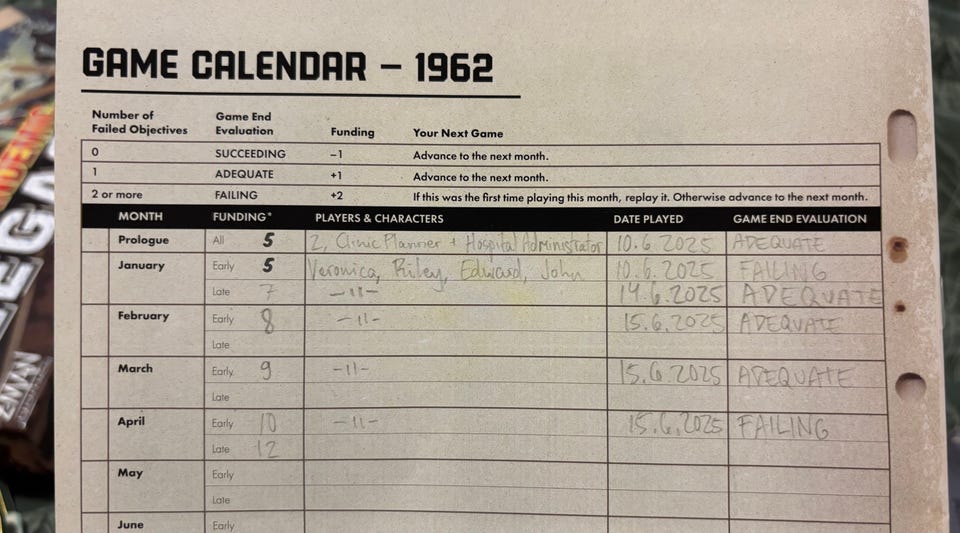 GAME CALENDAR – 1962
Number of Failed Objectives Game End Evaluation Funding Your Next Game
0 SUCCEEDING –1 Advance to the next month.
1 ADEQUATE +1 Advance to the next month.
2 or more FAILING +2 If this was the first time playing this month, replay it. Otherwise advance to the next month.
MONTH FUNDING* PLAYERS & CHARACTERS DATE PLAYED GAME END EVALUATION
Prologue All 5 2, Clinic Planner + Hospital Administrator 10.6 2025 ADEQUATE
January Early 5 Veronica, Riley, Edward, John 10.6.2025 FAILING
Late 7 –11– 14.6.2025 ADEQUATE
February Early 8 –11– 15.6.2025 ADEQUATE
Late
March Early 9 –11– 15.6.2025 ADEQUATE
Late
April Early 10 –11– 15.6.2025 FAILING
Late 12
May Early
Late
June Early
Z-MAN